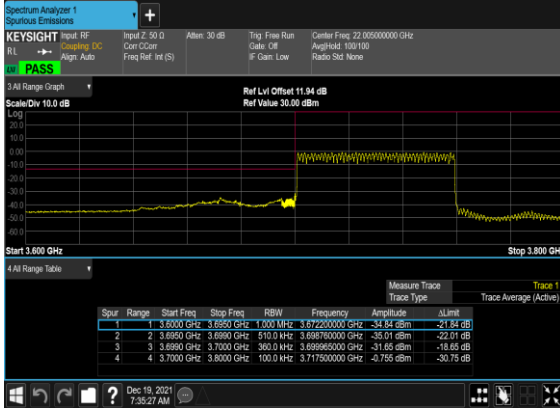 Spectrum Analyzer 1
Spurious Emissions
+
KEYSIGHT Input: RF Input Z: 50 Ω Atten: 30 dB Trig: Free Run Center Freq: 22.005000000 GHz
RL Coupling: DC Corr CCorr Gate: Off Avg|Hold: 100/100
Align: Auto Freq Ref: Int (S) IF Gain: Low Radio Std: None
PASS
3 All Range Graph Ref Lvl Offset 11.94 dB
Scale/Div 10.0 dB Ref Value 30.00 dBm
Log
20.0
10.0
0.00
-10.0
-20.0
-30.0
-40.0
-50.0
-60.0
Start 3.600 GHz Stop 3.800 GH
4 All Range Table
Measure Trace Trace 1
Trace Type Trace Average (Active)
Spur Range Start Freq Stop Freq RBW Frequency Amplitude ΔLimit
1 1 3.6000 GHz 3.6950 GHz 1.000 MHz 3.672200000 GHz -34.84 dBm -21.84 dB
2 2 3.6950 GHz 3.6990 GHz 510.0 kHz 3.698760000 GHz -35.01 dBm -22.01 dB
3 3 3.6990 GHz 3.7000 GHz 360.0 kHz 3.699965000 GHz -31.65 dBm -18.65 dB
4 4 3.7000 GHz 3.8000 GHz 100.0 kHz 3.717500000 GHz -0.755 dBm -30.75 dB
? Dec 19, 2021
7:35:27 AM